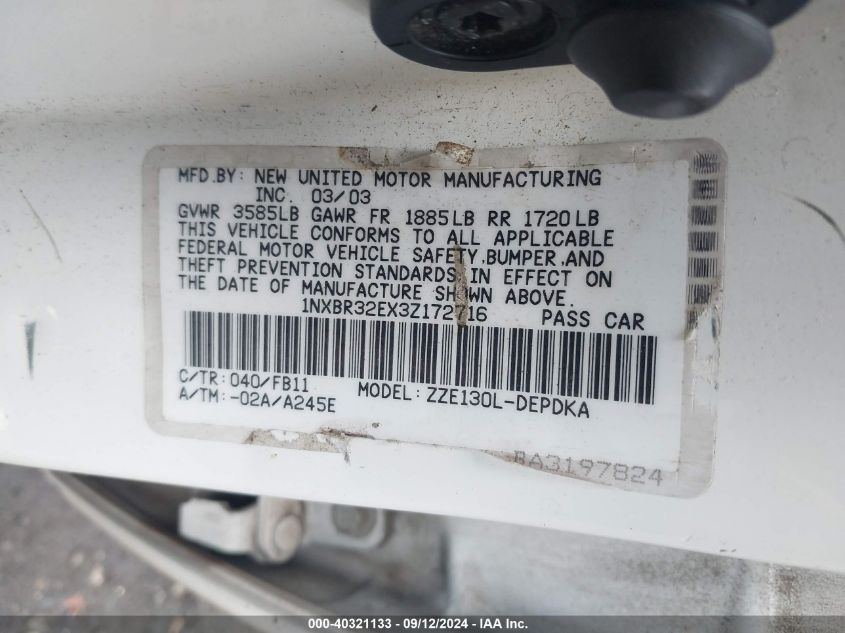 MFD.BY: NEW UNITED MOTOR MANUFACTURING
INC. 03/03
GVWR 3585LB GAWR FR 1885LB RR 1720LB
THIS VEHICLE CONFORMS TO ALL APPLICABLE
FEDERAL MOTOR VEHICLE SAFETY,BUMPER,AND
THEFT PREVENTION STANDARDS IN EFFECT ON
THE DATE OF MANUFACTURE SHOWN ABOVE.
1NXBR32EX3Z172716 PASS CAR
C/TR: 040/FB11 MODEL: ZZE130L-DEPDKA
A/TM: -02A/A245E
BA3197824
000-40321133 - 09/12/2024 - IAA Inc.